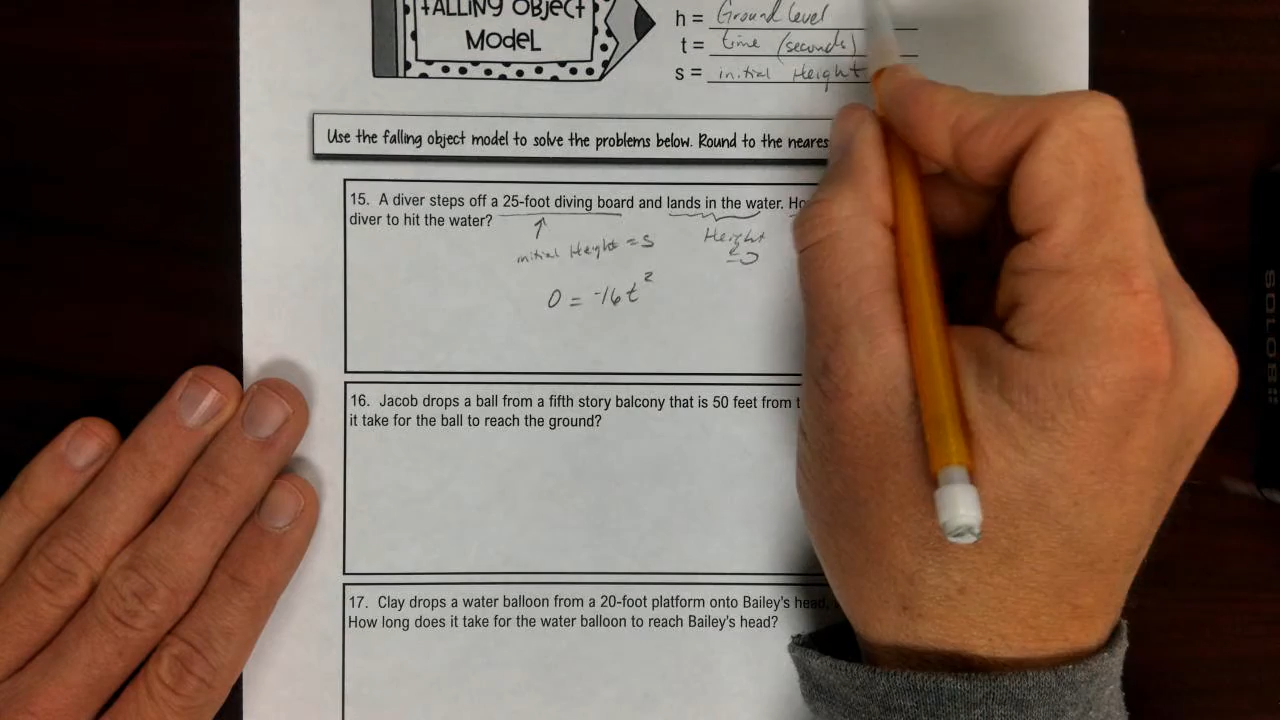 FALLING OBJECT
MODEL
h = Ground level
t = time (seconds)
s = initial Height
Use the falling object model to solve the problems below. Round to the neares
15. A diver steps off a 25-foot diving board and lands in the water. Ho
diver to hit the water?
initial Height = s
Height
= 0
0 = -16t²
16. Jacob drops a ball from a fifth story balcony that is 50 feet from t
it take for the ball to reach the ground?
17. Clay drops a water balloon from a 20-foot platform onto Bailey's head.
How long does it take for the water balloon to reach Bailey's head?